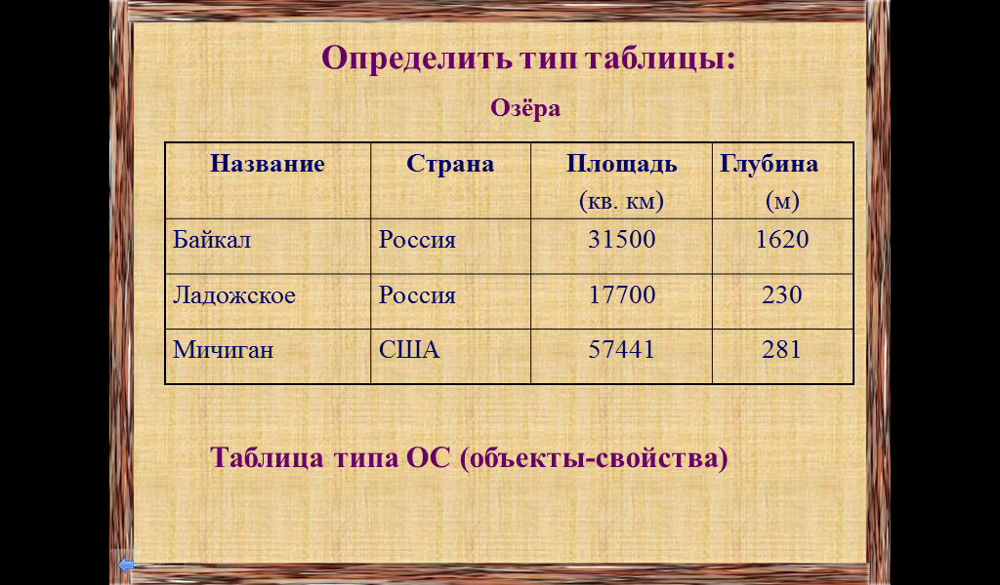 Определить тип таблицы:
Озёра
Название Страна Площадь (кв. км) Глубина (м)
Байкал Россия 31500 1620
Ладожское Россия 17700 230
Мичиган США 57441 281
Таблица типа ОС (объекты-свойства)